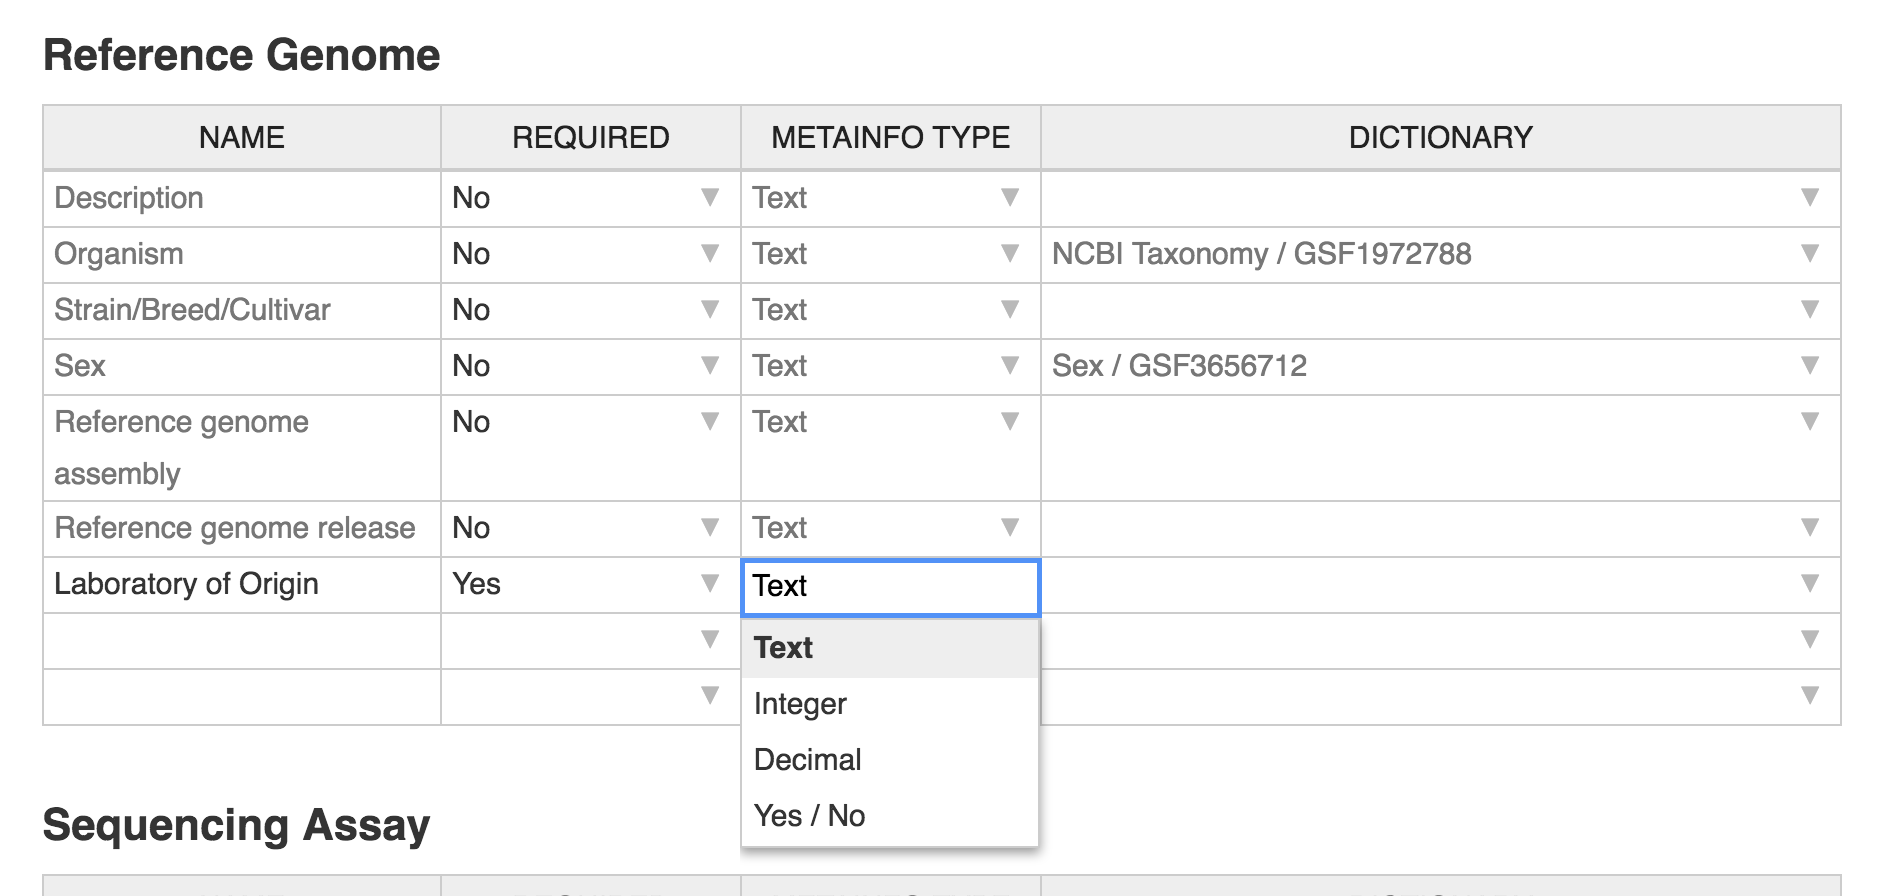 Reference Genome
NAME REQUIRED METAINFO TYPE DICTIONARY
Description No ▼ Text ▼ ▼
Organism No ▼ Text ▼ NCBI Taxonomy / GSF1972788 ▼
Strain/Breed/Cultivar No ▼ Text ▼ ▼
Sex No ▼ Text ▼ Sex / GSF3656712 ▼
Reference genome No ▼ Text ▼ ▼
assembly
Reference genome release No ▼ Text ▼ ▼
Laboratory of Origin Yes ▼ Text ▼
Text
Integer
Decimal
Yes / No
Sequencing Assay